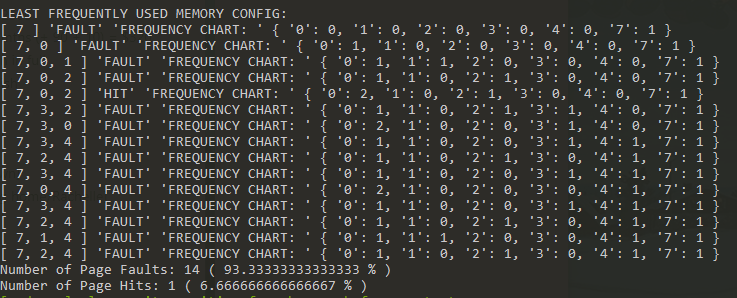 LEAST FREQUENTLY USED MEMORY CONFIG:
[ 7 ] 'FAULT' 'FREQUENCY CHART: ' { '0': 0, '1': 0, '2': 0, '3': 0, '4': 0, '7': 1 }
[ 7, 0 ] 'FAULT' 'FREQUENCY CHART: ' { '0': 1, '1': 0, '2': 0, '3': 0, '4': 0, '7': 1 }
[ 7, 0, 1 ] 'FAULT' 'FREQUENCY CHART: ' { '0': 1, '1': 1, '2': 0, '3': 0, '4': 0, '7': 1 }
[ 7, 0, 2 ] 'FAULT' 'FREQUENCY CHART: ' { '0': 1, '1': 0, '2': 1, '3': 0, '4': 0, '7': 1 }
[ 7, 0, 2 ] 'HIT' 'FREQUENCY CHART: ' { '0': 2, '1': 0, '2': 1, '3': 0, '4': 0, '7': 1 }
[ 7, 3, 2 ] 'FAULT' 'FREQUENCY CHART: ' { '0': 1, '1': 0, '2': 1, '3': 1, '4': 0, '7': 1 }
[ 7, 3, 0 ] 'FAULT' 'FREQUENCY CHART: ' { '0': 2, '1': 0, '2': 0, '3': 1, '4': 0, '7': 1 }
[ 7, 3, 4 ] 'FAULT' 'FREQUENCY CHART: ' { '0': 1, '1': 0, '2': 0, '3': 1, '4': 1, '7': 1 }
[ 7, 2, 4 ] 'FAULT' 'FREQUENCY CHART: ' { '0': 1, '1': 0, '2': 1, '3': 0, '4': 1, '7': 1 }
[ 7, 3, 4 ] 'FAULT' 'FREQUENCY CHART: ' { '0': 1, '1': 0, '2': 0, '3': 1, '4': 1, '7': 1 }
[ 7, 0, 4 ] 'FAULT' 'FREQUENCY CHART: ' { '0': 2, '1': 0, '2': 0, '3': 0, '4': 1, '7': 1 }
[ 7, 3, 4 ] 'FAULT' 'FREQUENCY CHART: ' { '0': 1, '1': 0, '2': 0, '3': 1, '4': 1, '7': 1 }
[ 7, 2, 4 ] 'FAULT' 'FREQUENCY CHART: ' { '0': 1, '1': 0, '2': 1, '3': 0, '4': 1, '7': 1 }
[ 7, 1, 4 ] 'FAULT' 'FREQUENCY CHART: ' { '0': 1, '1': 1, '2': 0, '3': 0, '4': 1, '7': 1 }
[ 7, 2, 4 ] 'FAULT' 'FREQUENCY CHART: ' { '0': 1, '1': 0, '2': 1, '3': 0, '4': 1, '7': 1 }
Number of Page Faults: 14 ( 93.33333333333333 % )
Number of Page Hits: 1 ( 6.666666666666667 % )